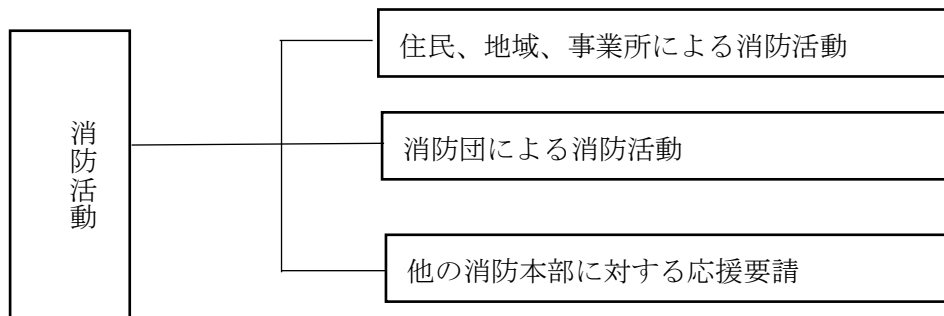 消防活動
住民、地域、事業所による消防活動
消防団による消防活動
他の消防本部に対する応援要請